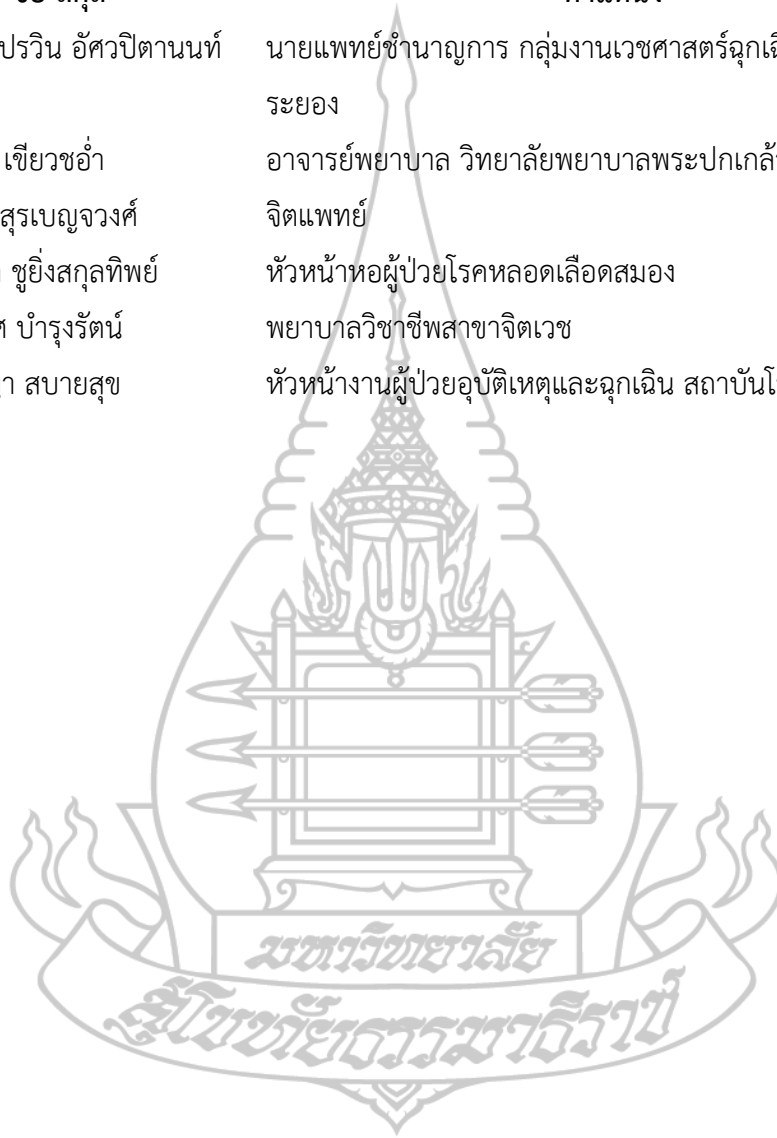 ปรวิน อัศวปิตานนท์ นายแพทย์ชำนาญการ กลุ่มงานเวชศาสตร์
ระยอง
เขียวชอ่ำ อาจารย์พยาบาล วิทยาลัยพยาบาลพระปกเกล้า
สุรเบญจวงศ์ จิตแพทย์
ชูยิ่งสกุลทิพย์ หัวหน้าหอผู้ป่วยโรคหลอดเลือดสมอง
บำรุงรัตน์ พยาบาลวิชาชีพสาขาจิตเวช
สบายสุข หัวหน้างานผู้ป่วยอุบัติเหตุและฉุกเฉิน สถาบัน
มหาวิทยาลัย
สุโขทัยธรรมาธิราช